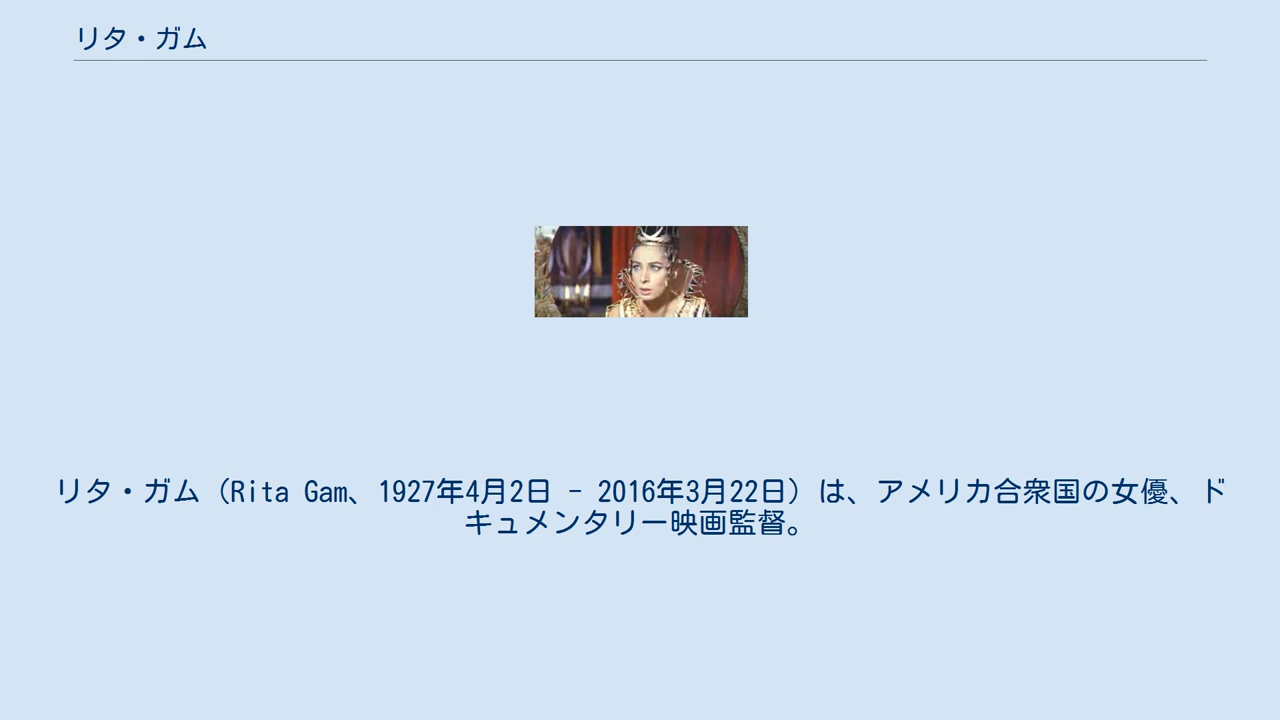 リタ・ガム
リタ・ガム（Rita Gam、1927年4月2日 - 2016年3月22日）は、アメリカ合衆国の女優、ド
キュメンタリー映画監督。